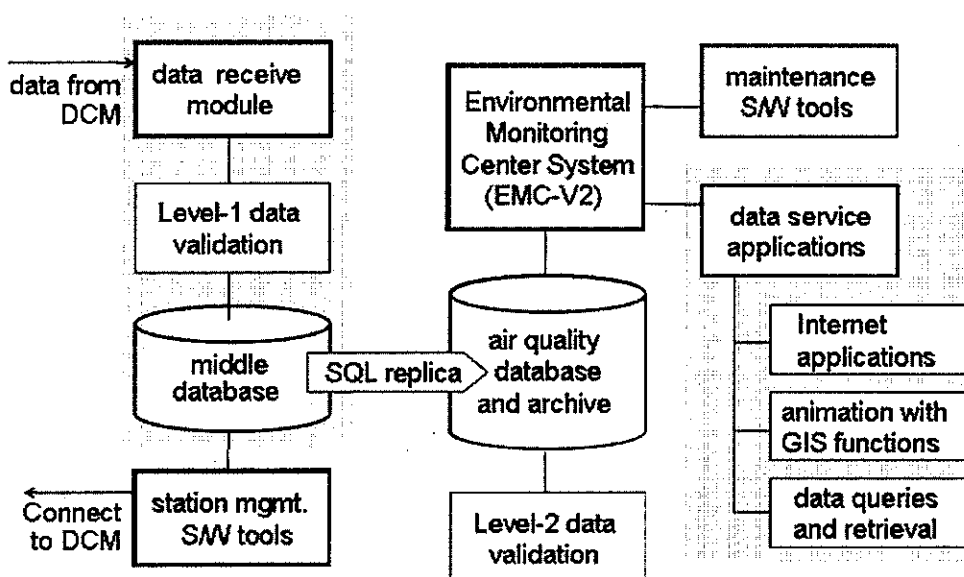 data from
DCM
data receive
module
Level-1 data
validation
middle
database
Connect
to DCM
station mgmt.
S/W tools
SQL replica
Environmental
Monitoring
Center System
(EMC-V2)
air quality
database
and archive
Level-2 data
validation
maintenance
S/W tools
data service
applications
Internet
applications
animation with
GIS functions
data queries
and retrieval